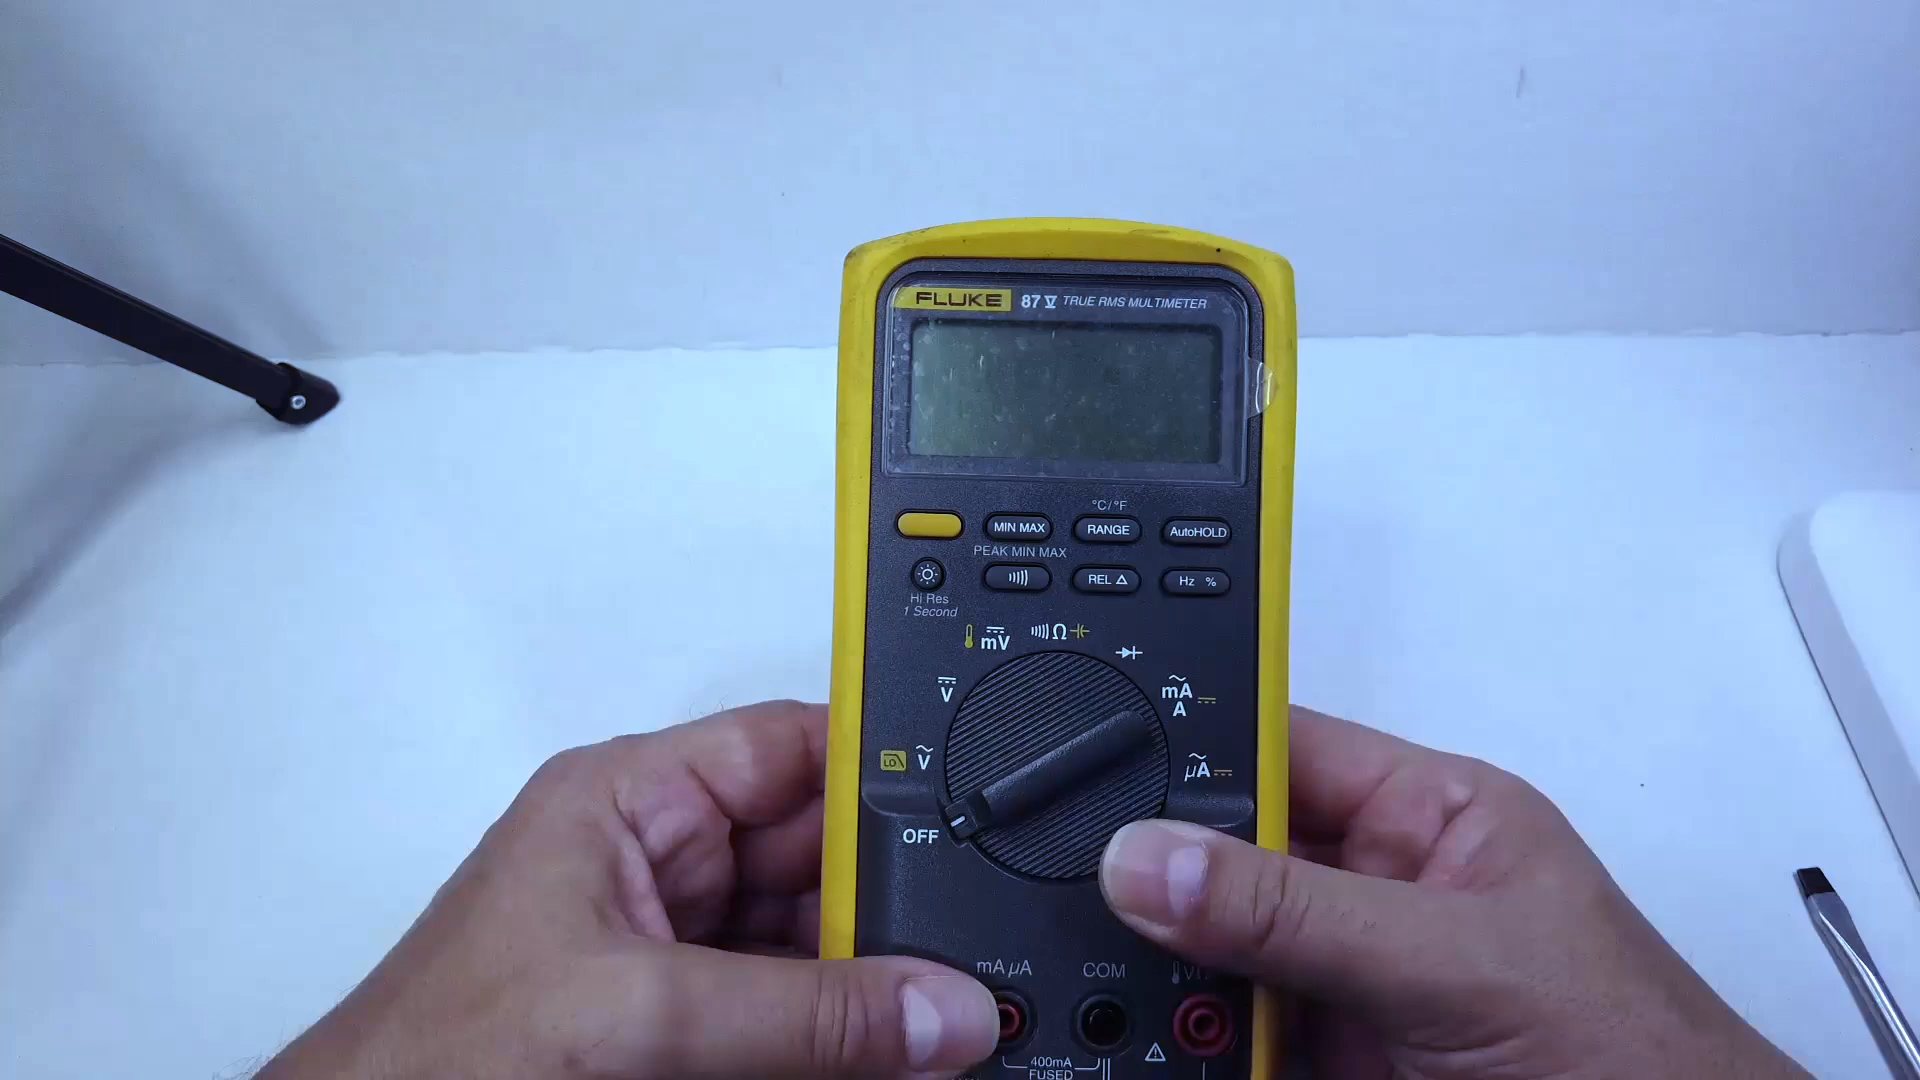 FLUKE 87 V TRUE RMS MULTIMETER
°C/°F
MIN MAX RANGE AutoHOLD
PEAK MIN MAX
REL Δ Hz %
Hi Res
1 Second
mV Ω
V mA
A
LO V µA
OFF
mA µA COM
400mA
FUSED